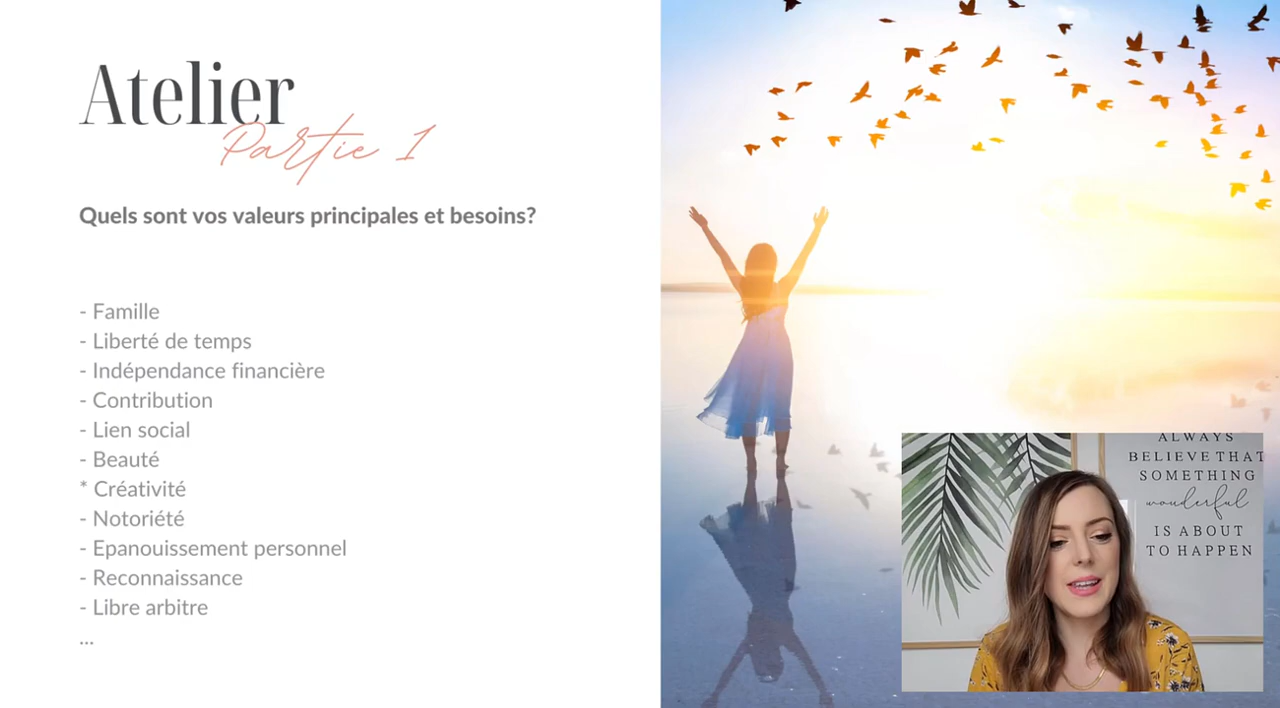 Atelier
Partie 1
Quels sont vos valeurs principales et besoins?
- Famille
- Liberté de temps
- Indépendance financière
- Contribution
- Lien social
- Beauté
* Créativité
- Notoriété
- Epanouissement personnel
- Reconnaissance
- Libre arbitre
...
ALWAYS
BELIEVE THAT
SOMETHING
wonderful
IS ABOUT
TO HAPPEN